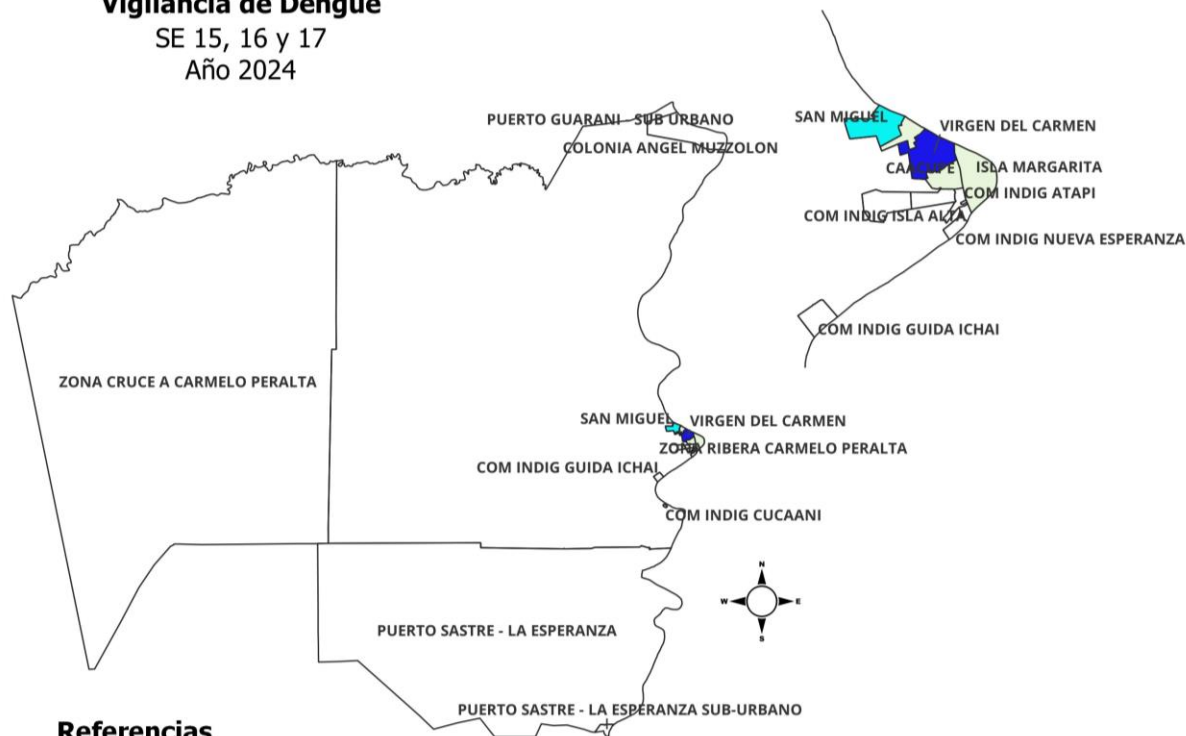 Vigilancia de Dengue
SE 15, 16 y 17
Año 2024
PUERTO GUARANI - SUB URBANO
COLONIA ANGEL MUZZOLON
SAN MIGUEL
VIRGEN DEL CARMEN
CAACUPE
ISLA MARGARITA
COM INDIG ATAPI
COM INDIG ISLA ALTA
COM INDIG NUEVA ESPERANZA
COM INDIG GUIDA ICHAI
ZONA CRUCE A CARMELO PERALTA
SAN MIGUEL
VIRGEN DEL CARMEN
ZONA RIBERA CARMELO PERALTA
COM INDIG GUIDA ICHAI
COM INDIG CUCAANI
N
W
E
S
PUERTO SASTRE - LA ESPERANZA
PUERTO SASTRE - LA ESPERANZA SUB-URBANO
Referencias